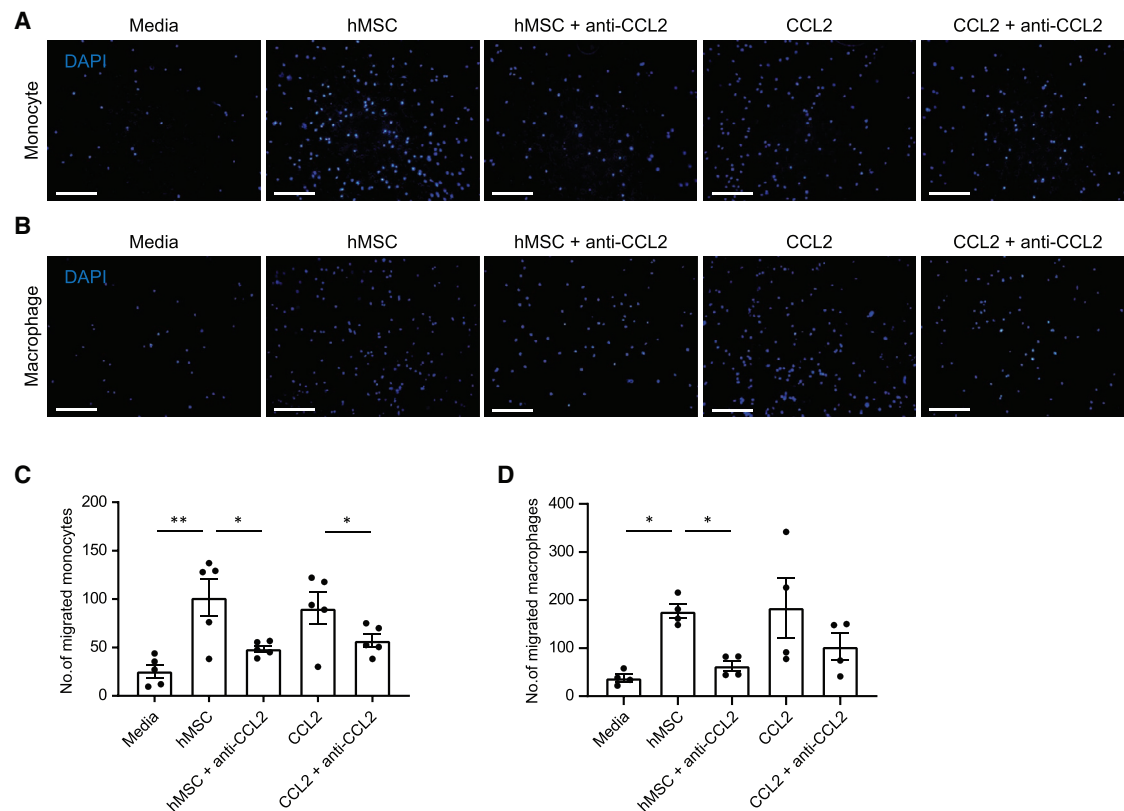 A
Media hMSC hMSC + anti-CCL2 CCL2 CCL2 + anti-CCL2
DAPI
Monocyte
B
Media hMSC hMSC + anti-CCL2 CCL2 CCL2 + anti-CCL2
DAPI
Macrophage
C
No.of migrated monocytes
200
150
100
50
0
** * *
Media hMSC hMSC + anti-CCL2 CCL2 CCL2 + anti-CCL2
D
No.of migrated macrophages
400
300
200
100
0
* *
Media hMSC hMSC + anti-CCL2 CCL2 CCL2 + anti-CCL2